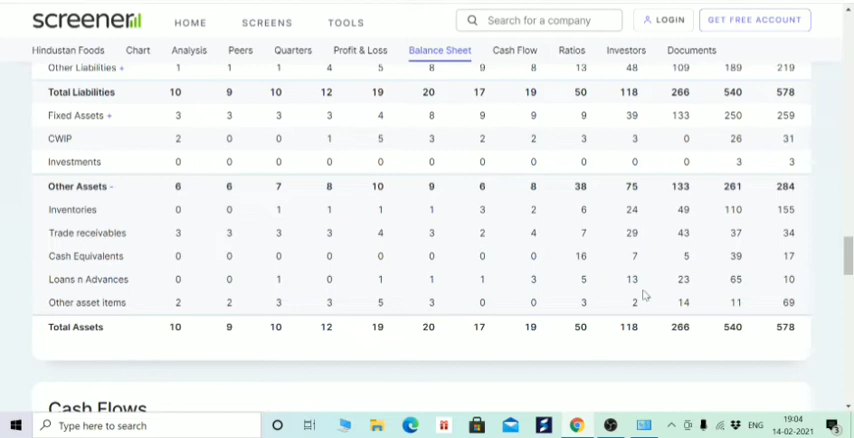 screener
HOME SCREENS TOOLS
Search for a company
LOGIN
GET FREE ACCOUNT
Hindustan Foods Chart Analysis Peers Quarters Profit & Loss Balance Sheet Cash Flow Ratios Investors Documents
Other Liabilities + 1 1 1 4 5 8 9 8 13 48 109 189 219
Total Liabilities 10 9 10 12 19 20 17 19 50 118 266 540 578
Fixed Assets + 3 3 3 3 4 8 9 9 9 39 133 250 259
CWIP 2 0 0 1 5 3 2 2 3 3 0 26 31
Investments 0 0 0 0 0 0 0 0 0 0 0 3 3
Other Assets - 6 6 7 8 10 9 6 8 38 75 133 261 284
Inventories 0 0 1 1 1 1 3 2 6 24 49 110 155
Trade receivables 3 3 3 3 4 3 2 4 7 29 43 37 34
Cash Equivalents 0 0 0 0 0 0 0 0 16 7 5 39 17
Loans n Advances 0 0 1 0 1 1 1 3 5 13 23 65 10
Other asset items 2 2 3 3 5 3 0 0 3 2 14 11 69
Total Assets 10 9 10 12 19 20 17 19 50 118 266 540 578
Cash Flows
Type here to search
ENG
19:04
14-02-2021